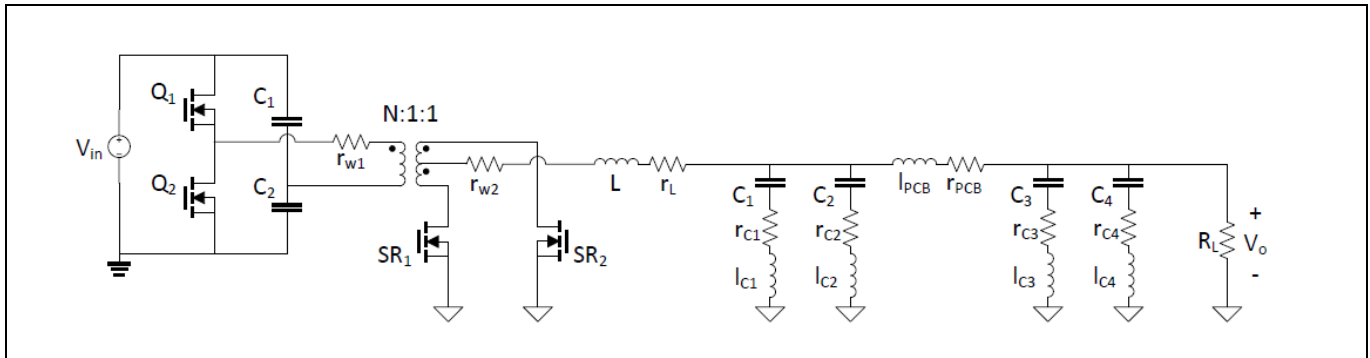 Q₁
C₁
N:1:1
Vin
rw1
rw2
L
rL
C₁
C₂
lPCB
rPCB
C₃
C₄
Q₂
C₂
rC1
rC2
rC3
rC4
RL
+
Vo
-
SR₁
SR₂
lC1
lC2
lC3
lC4